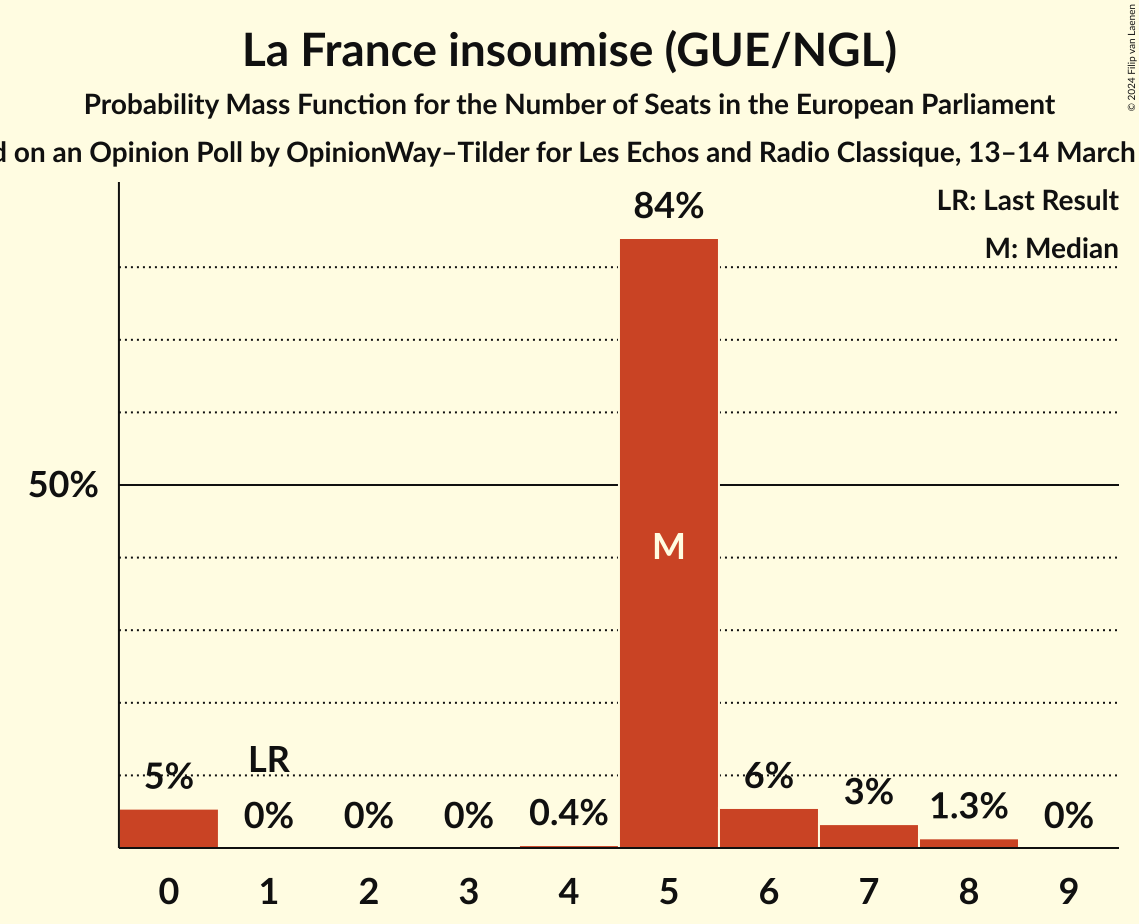 La France insoumise (GUE/NGL)
Probability Mass Function for the Number of Seats in the European Parliament
on an Opinion Poll by OpinionWay–Tilder for Les Echos and Radio Classique, 13–14 March
© 2024 Filip van Laenen
LR: Last Result
M: Median
84%
50%
M
LR
5%
0%
0%
0%
0.4%
6%
3%
1.3%
0%
0 1 2 3 4 5 6 7 8 9